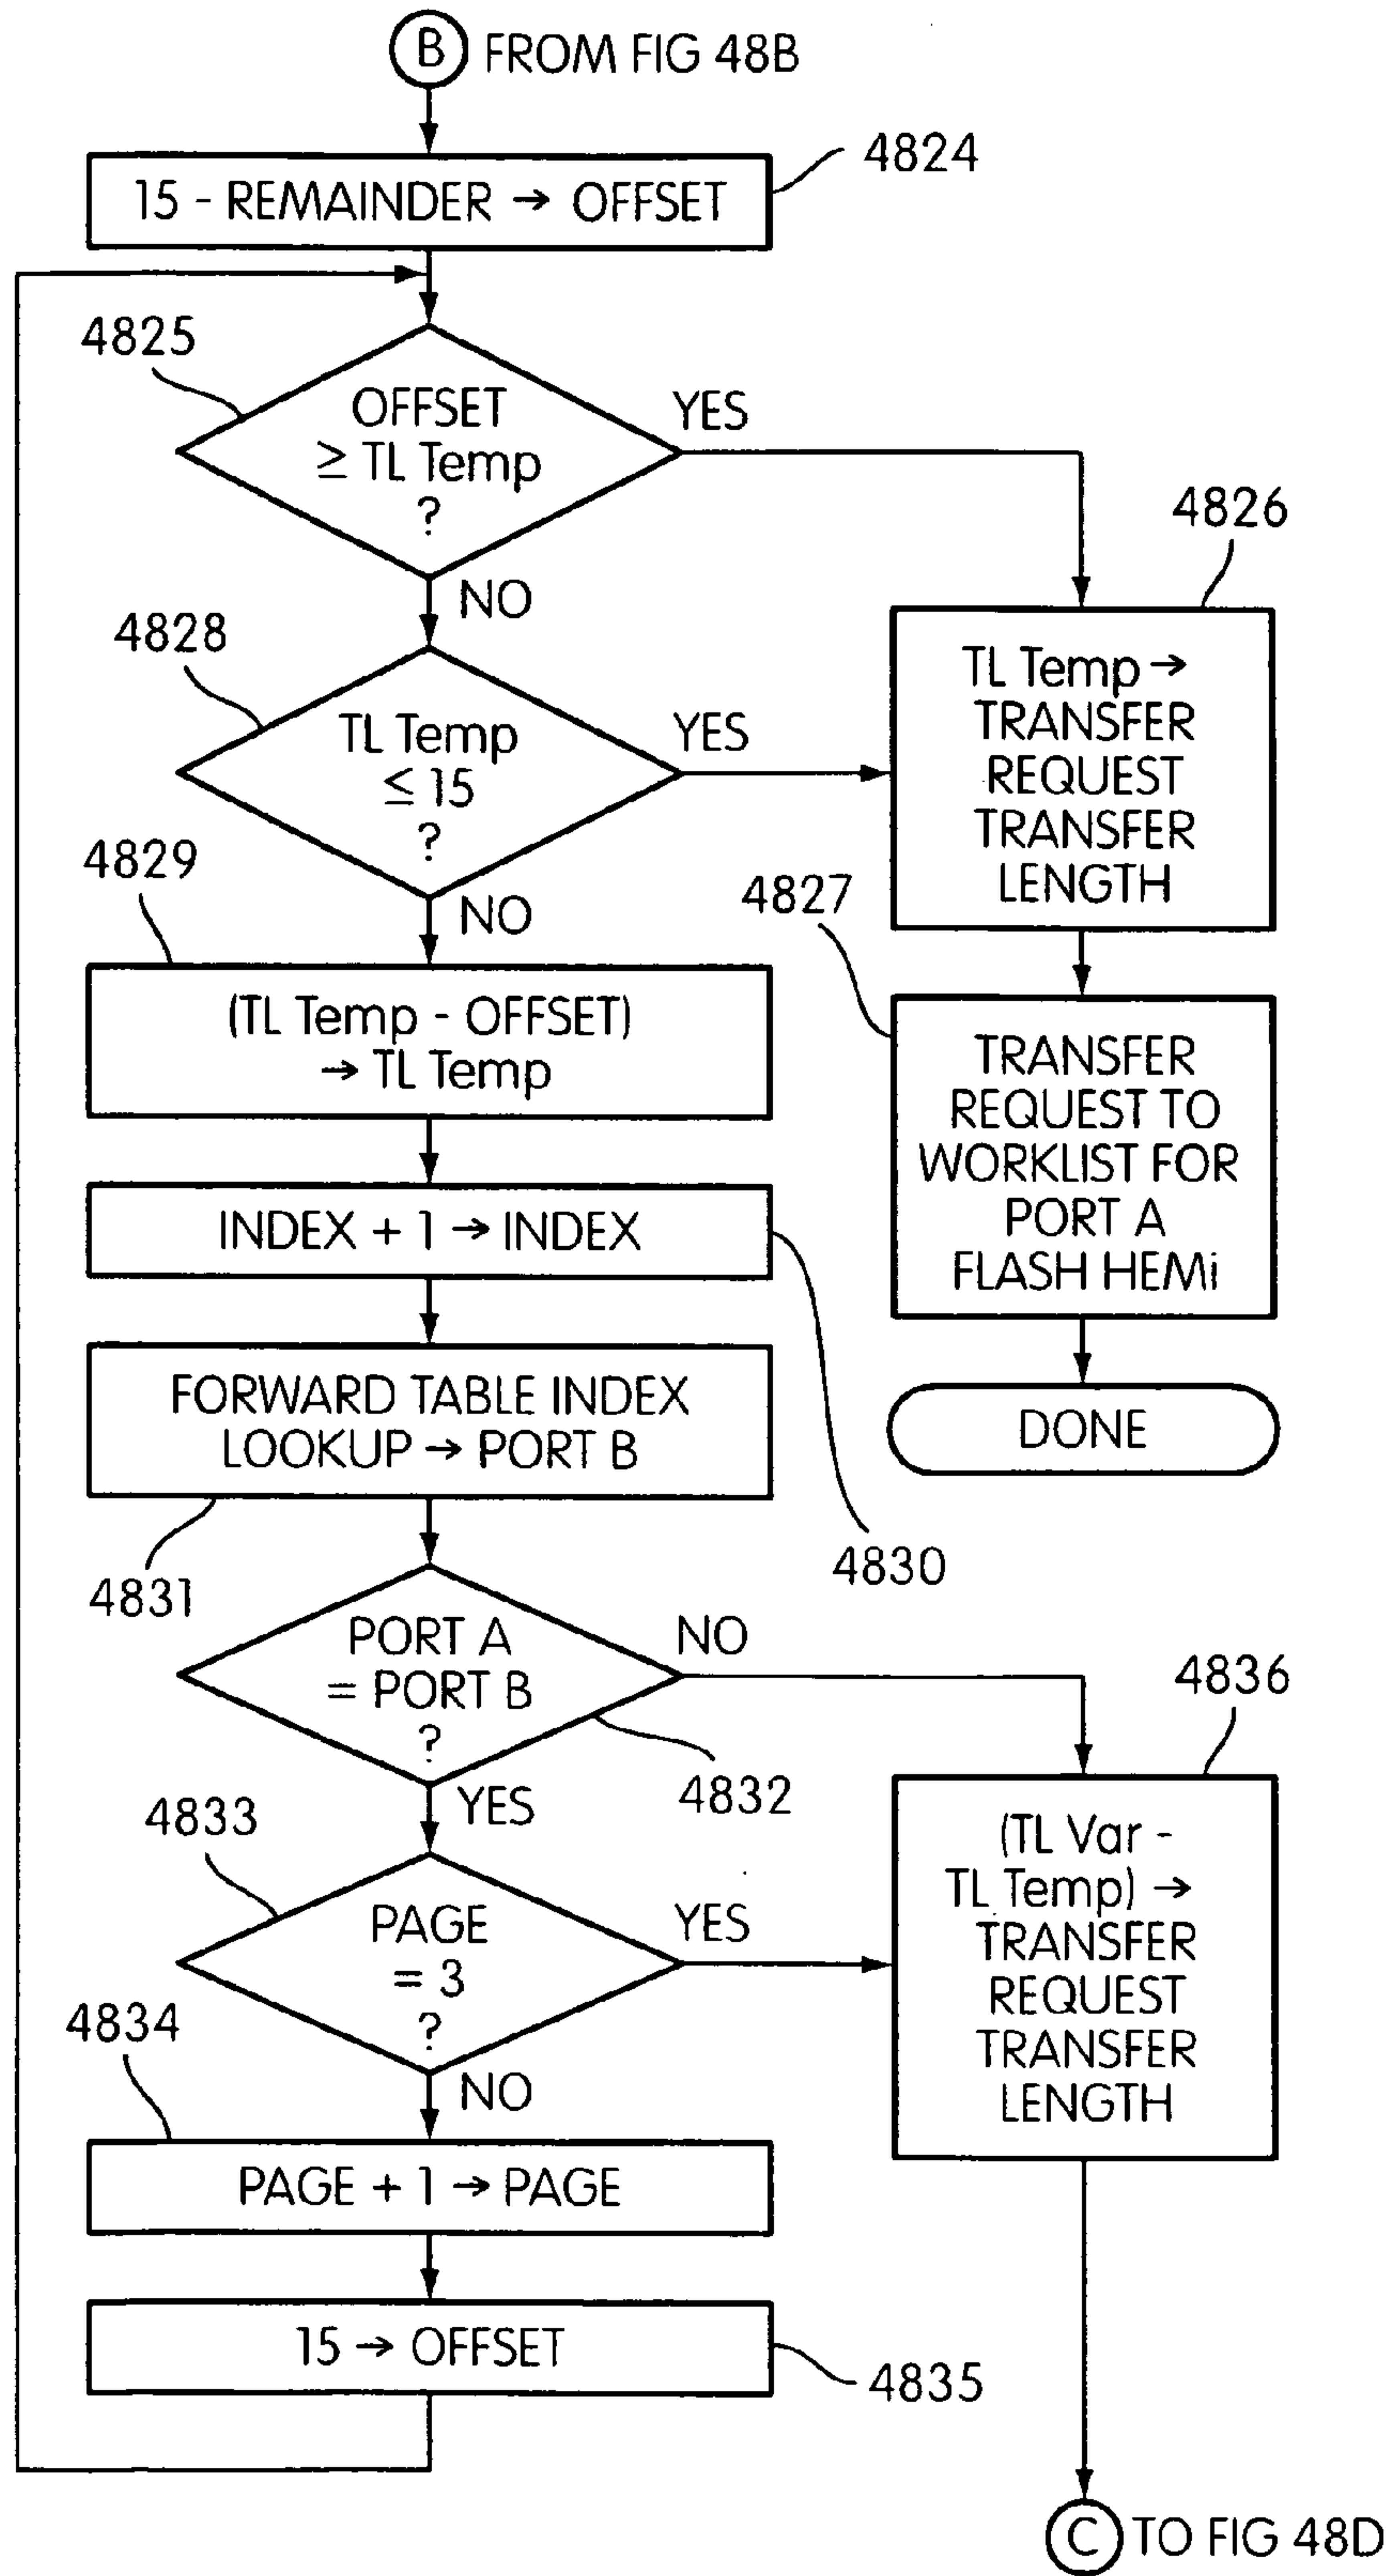 B FROM FIG 48B
4824
15 - REMAINDER → OFFSET
4825
OFFSET
≥ TL Temp
?
YES
NO
4826
TL Temp →
TRANSFER
REQUEST
TRANSFER
LENGTH
4828
TL Temp
≤ 15
?
YES
NO
4827
TRANSFER
REQUEST TO
WORKLIST FOR
PORT A
FLASH HEMi
DONE
4829
(TL Temp - OFFSET)
→ TL Temp
INDEX + 1 → INDEX
4830
FORWARD TABLE INDEX
LOOKUP → PORT B
4831
PORT A
= PORT B
?
NO
YES
4832
4836
(TL Var -
TL Temp) →
TRANSFER
REQUEST
TRANSFER
LENGTH
4833
PAGE
= 3
?
YES
NO
4834
PAGE + 1 → PAGE
15 → OFFSET
4835
C TO FIG 48D